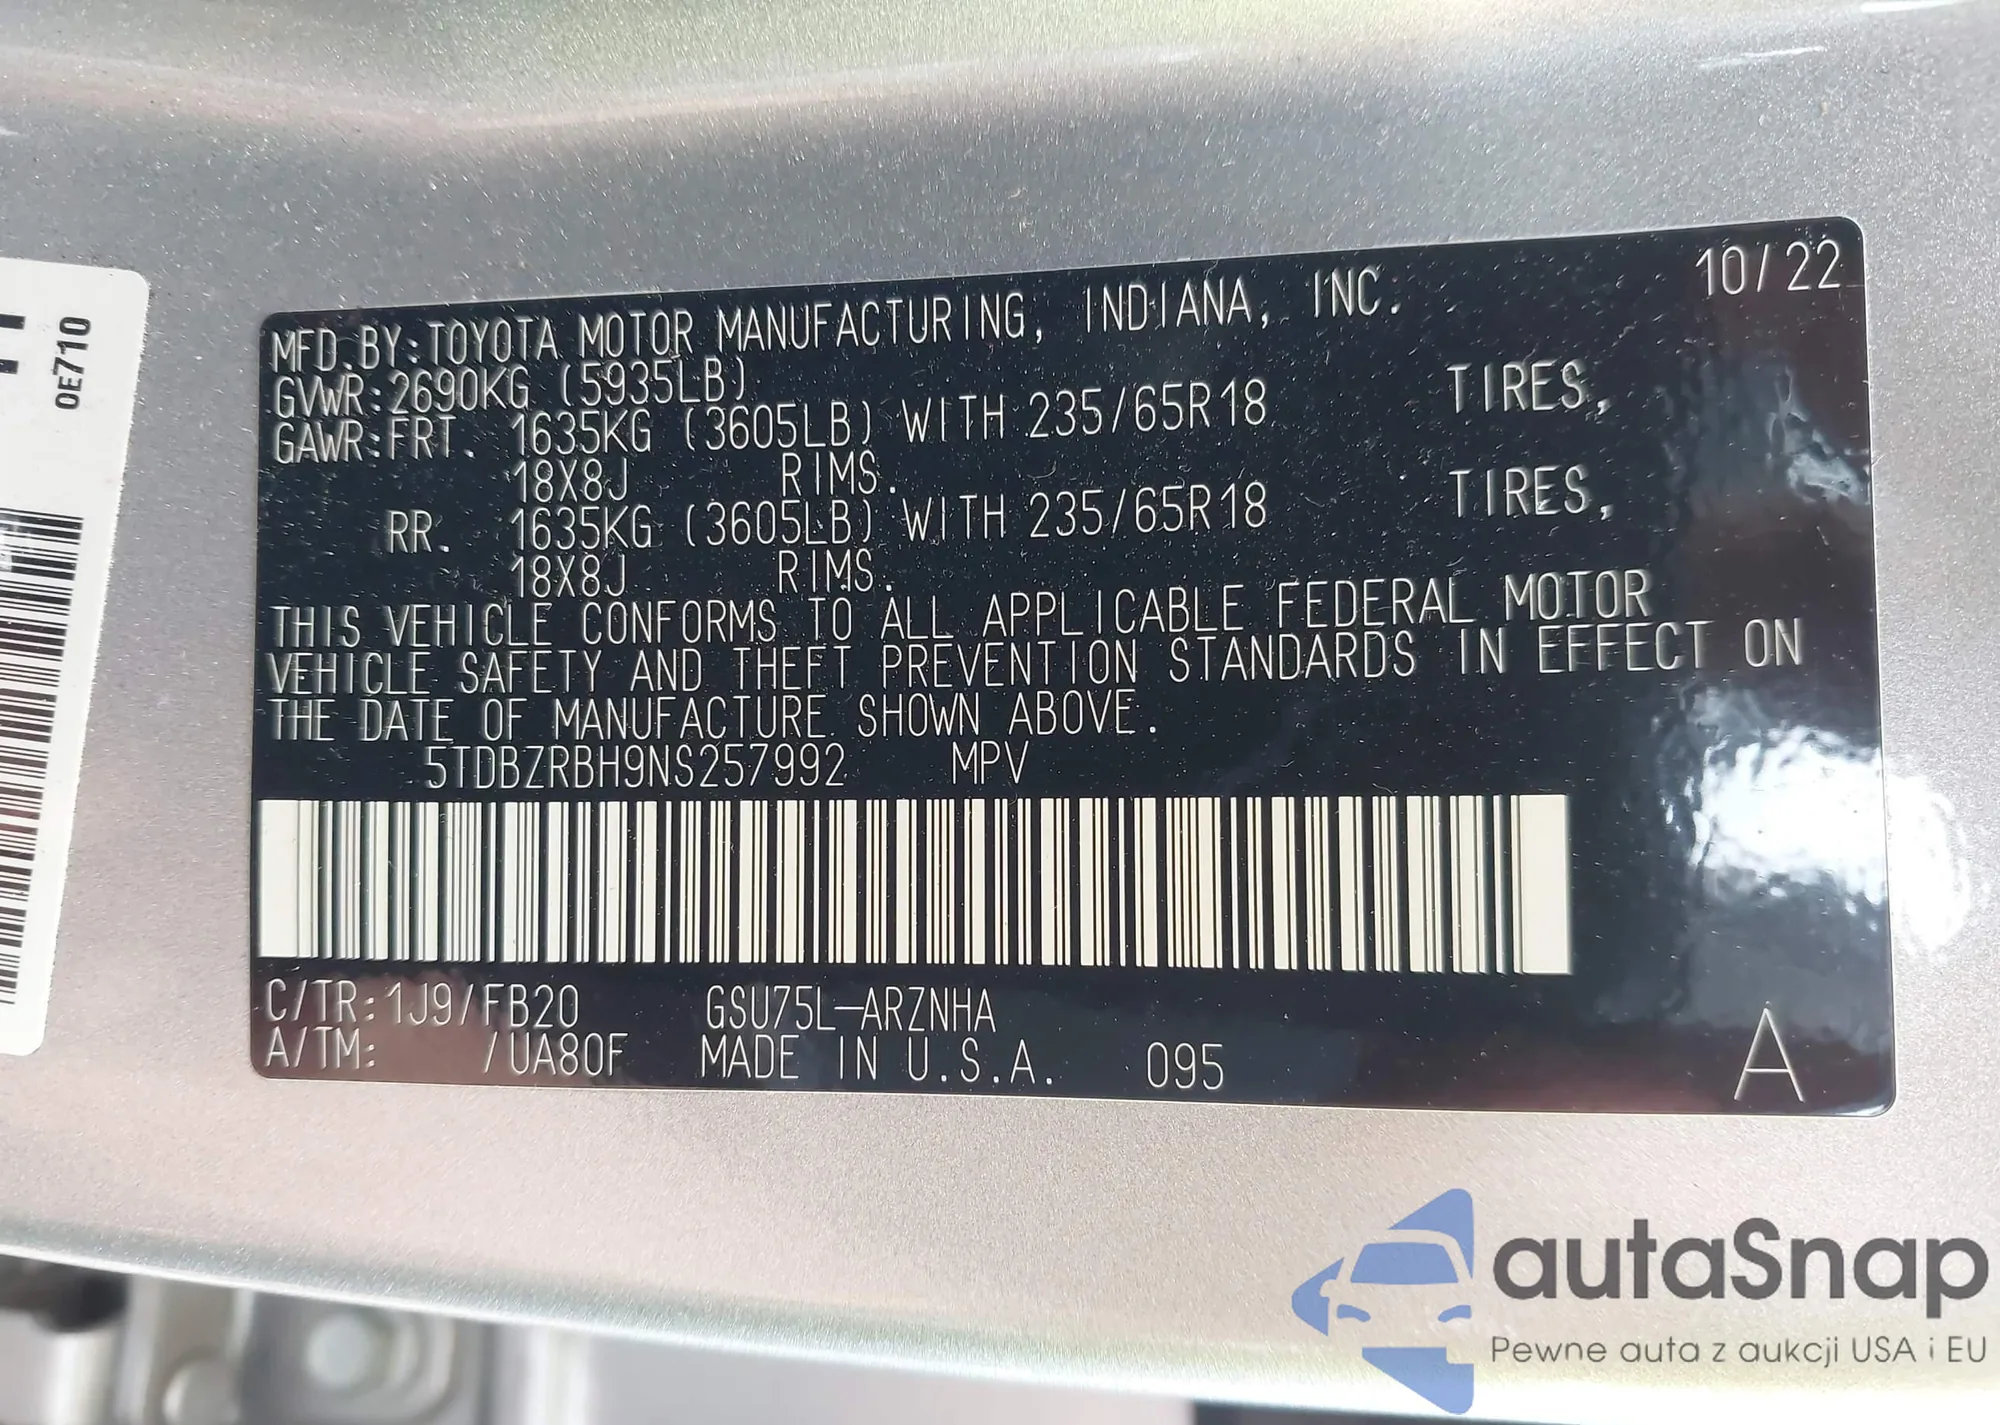 0E710
10/22
MFD.BY:TOYOTA MOTOR MANUFACTURING, INDIANA, INC.
GVWR:2690KG (5935LB)
GAWR:FRT. 1635KG (3605LB) WITH 235/65R18 TIRES,
18X8J RIMS.
RR. 1635KG (3605LB) WITH 235/65R18 TIRES,
18X8J RIMS.
THIS VEHICLE CONFORMS TO ALL APPLICABLE FEDERAL MOTOR
VEHICLE SAFETY AND THEFT PREVENTION STANDARDS IN EFFECT ON
THE DATE OF MANUFACTURE SHOWN ABOVE.
5TDBZRBH9NS257992 MPV
C/TR:1J9/FB20 GSU75L-ARZNHA
A/TM: /UA80F MADE IN U.S.A. 095 A
autaSnap
Pewne auta z aukcji USA i EU